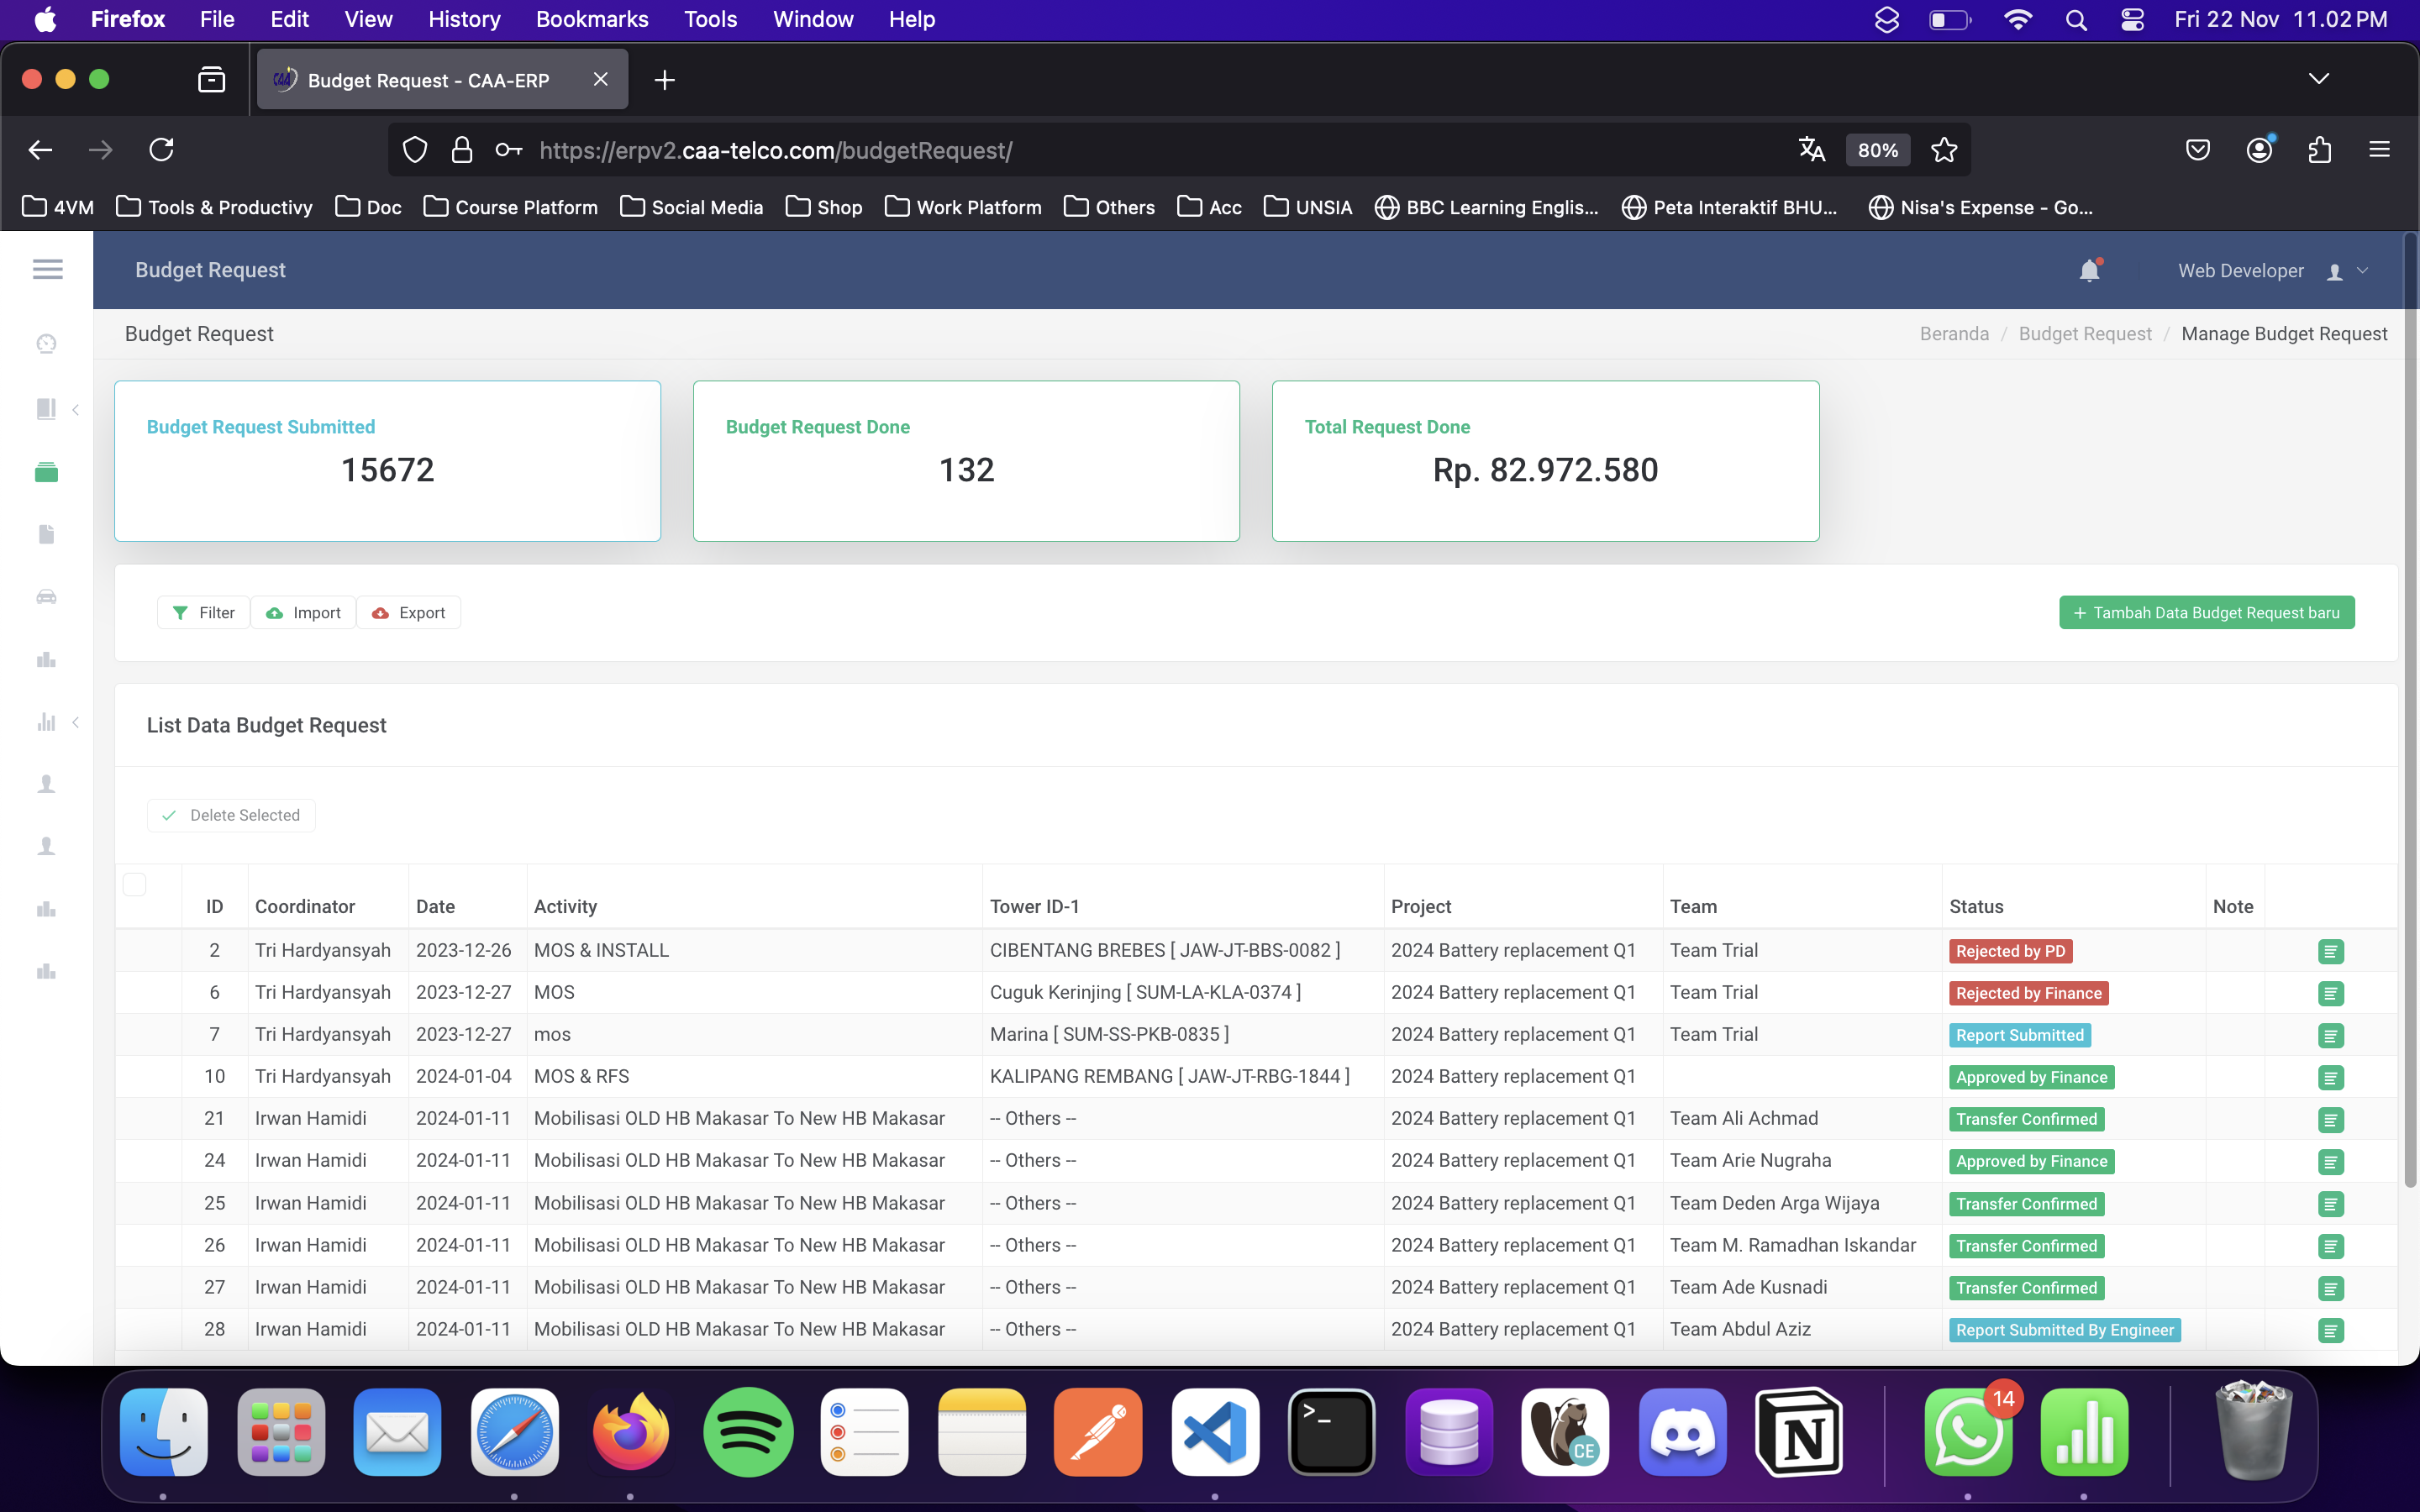 Firefox File Edit View History Bookmarks Tools Window Help Fri 22 Nov 11.02 PM
CAA Budget Request - CAA-ERP
https://erpv2.caa-telco.com/budgetRequest/ 80%
4VM Tools & Productivy Doc Course Platform Social Media Shop Work Platform Others Acc UNSIA BBC Learning Englis... Peta Interaktif BHU... Nisa's Expense - Go...
Budget Request Web Developer
Budget Request Beranda / Budget Request / Manage Budget Request
Budget Request Submitted Budget Request Done Total Request Done
15672 132 Rp. 82.972.580
Filter Import Export + Tambah Data Budget Request baru
List Data Budget Request
Delete Selected
ID Coordinator Date Activity Tower ID-1 Project Team Status Note
2 Tri Hardyansyah 2023-12-26 MOS & INSTALL CIBENTANG BREBES [ JAW-JT-BBS-0082 ] 2024 Battery replacement Q1 Team Trial Rejected by PD
6 Tri Hardyansyah 2023-12-27 MOS Cuguk Kerinjing [ SUM-LA-KLA-0374 ] 2024 Battery replacement Q1 Team Trial Rejected by Finance
7 Tri Hardyansyah 2023-12-27 mos Marina [ SUM-SS-PKB-0835 ] 2024 Battery replacement Q1 Team Trial Report Submitted
10 Tri Hardyansyah 2024-01-04 MOS & RFS KALIPANG REMBANG [ JAW-JT-RBG-1844 ] 2024 Battery replacement Q1 Approved by Finance
21 Irwan Hamidi 2024-01-11 Mobilisasi OLD HB Makasar To New HB Makasar -- Others -- 2024 Battery replacement Q1 Team Ali Achmad Transfer Confirmed
24 Irwan Hamidi 2024-01-11 Mobilisasi OLD HB Makasar To New HB Makasar -- Others -- 2024 Battery replacement Q1 Team Arie Nugraha Approved by Finance
25 Irwan Hamidi 2024-01-11 Mobilisasi OLD HB Makasar To New HB Makasar -- Others -- 2024 Battery replacement Q1 Team Deden Arga Wijaya Transfer Confirmed
26 Irwan Hamidi 2024-01-11 Mobilisasi OLD HB Makasar To New HB Makasar -- Others -- 2024 Battery replacement Q1 Team M. Ramadhan Iskandar Transfer Confirmed
27 Irwan Hamidi 2024-01-11 Mobilisasi OLD HB Makasar To New HB Makasar -- Others -- 2024 Battery replacement Q1 Team Ade Kusnadi Transfer Confirmed
28 Irwan Hamidi 2024-01-11 Mobilisasi OLD HB Makasar To New HB Makasar -- Others -- 2024 Battery replacement Q1 Team Abdul Aziz Report Submitted By Engineer
>_ CE N 14